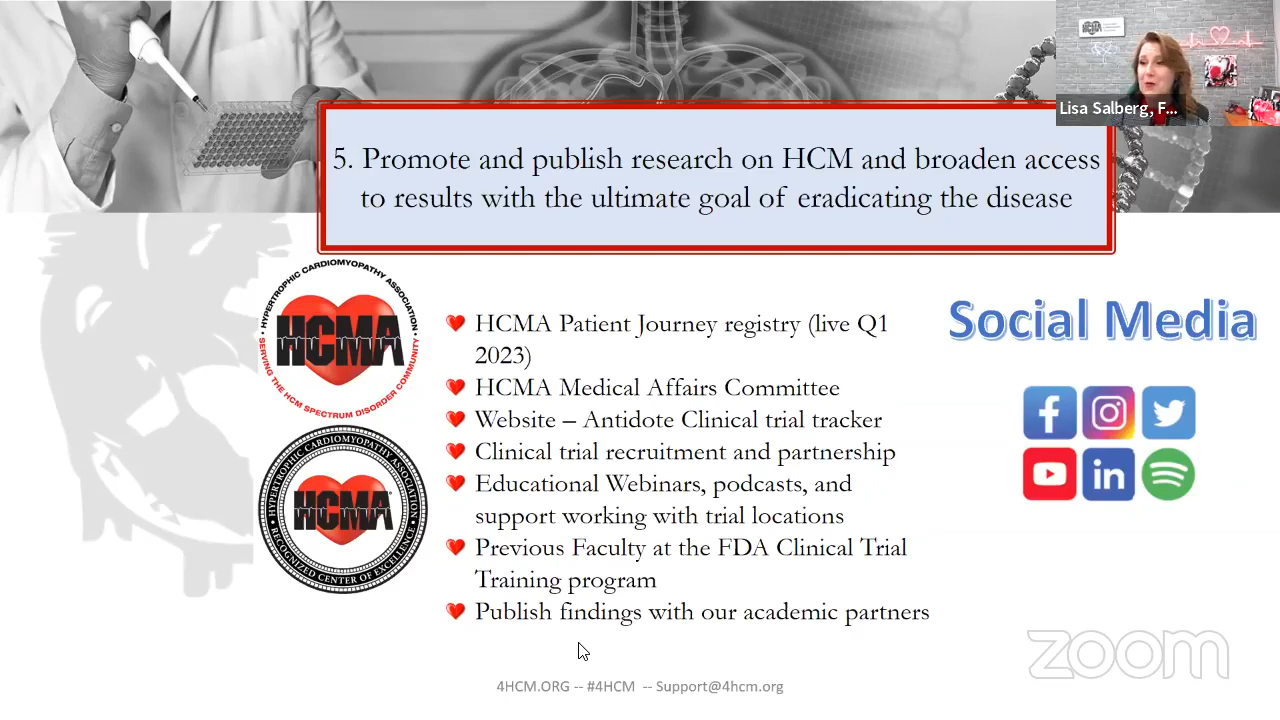 HCMA
Lisa Salberg, F...
5. Promote and publish research on HCM and broaden access
to results with the ultimate goal of eradicating the disease
HYPERTROPHIC CARDIOMYOPATHY ASSOCIATION
HCMA
SERVING THE HCM SPECTRUM DISORDER COMMUNITY
HYPERTROPHIC CARDIOMYOPATHY ASSOCIATION
HCMA
RECOGNIZED CENTER OF EXCELLENCE
HCMA Patient Journey registry (live Q1
2023)
HCMA Medical Affairs Committee
Website – Antidote Clinical trial tracker
Clinical trial recruitment and partnership
Educational Webinars, podcasts, and
support working with trial locations
Previous Faculty at the FDA Clinical Trial
Training program
Publish findings with our academic partners
Social Media
f
in
zoom
4HCM.ORG -- #4HCM -- Support@4hcm.org